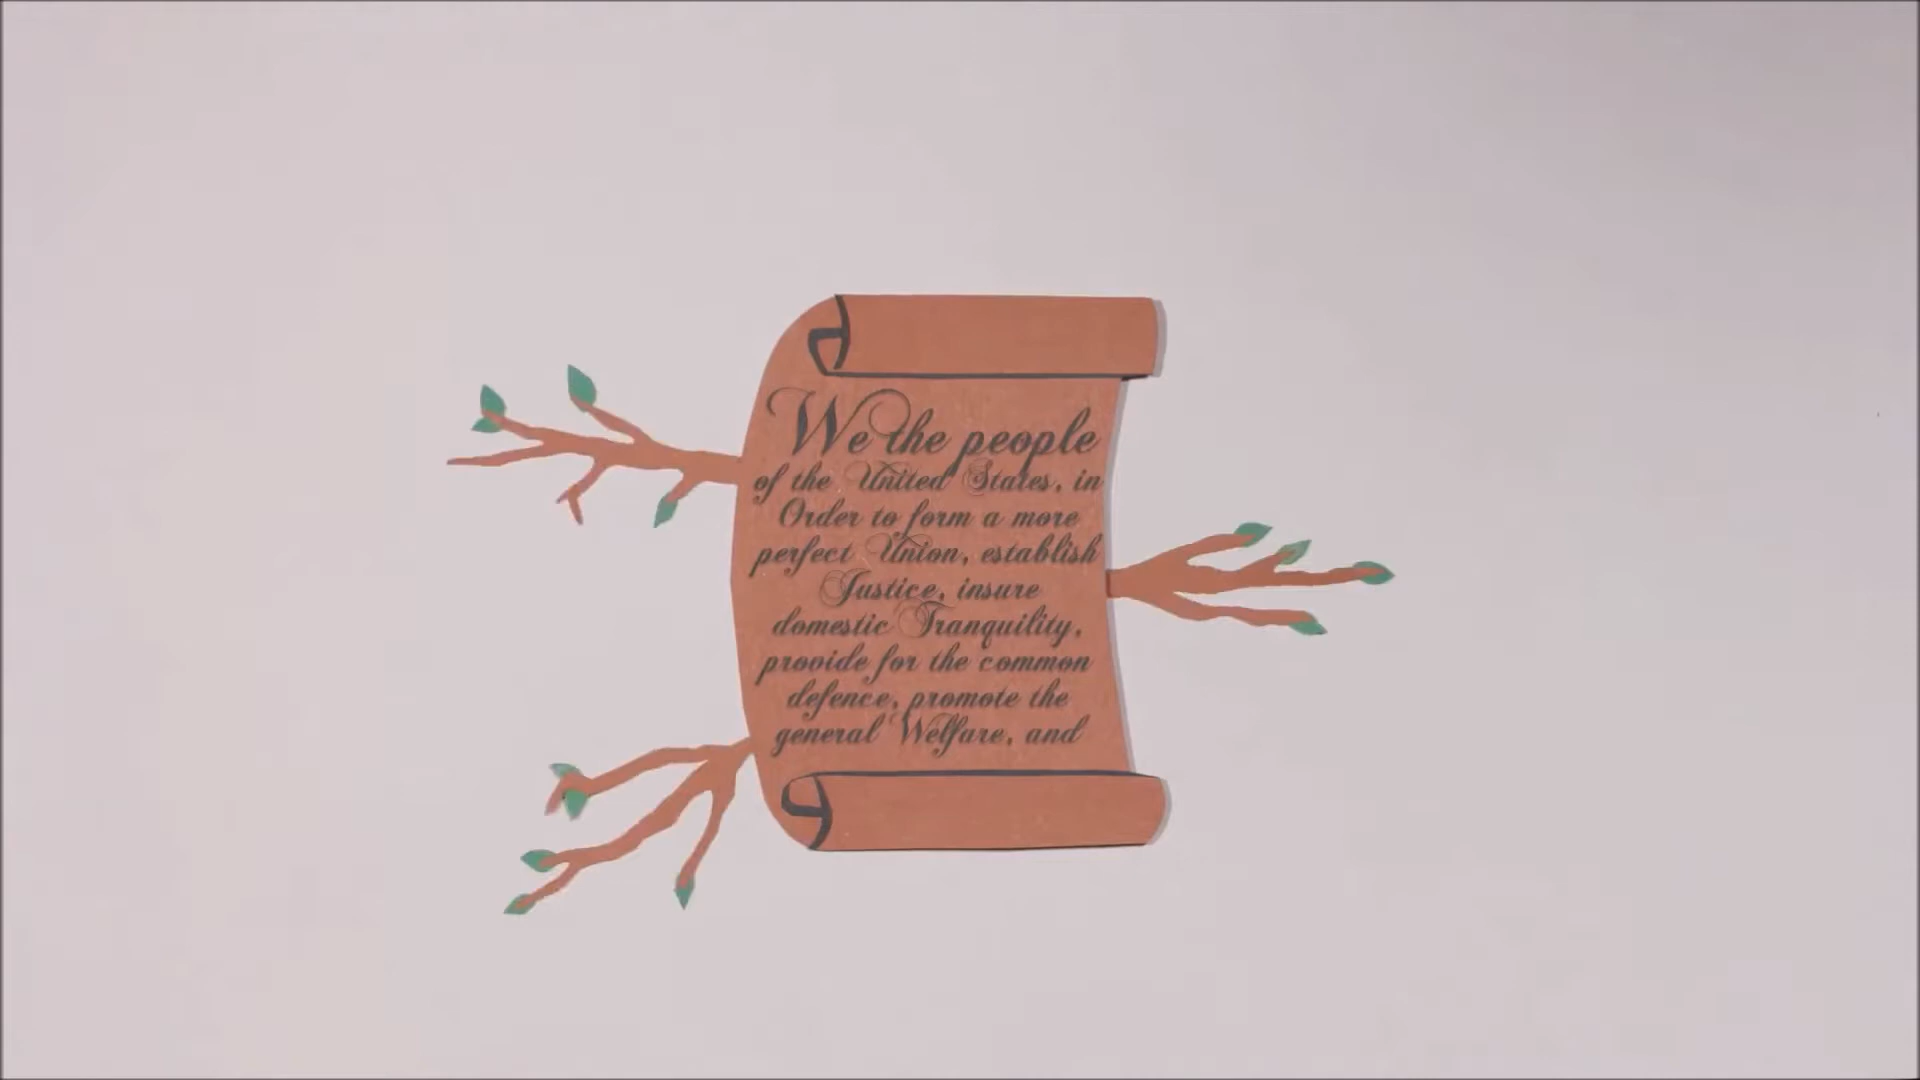 We the people
of the United States, in
Order to form a more
perfect Union, establish
Justice, insure
domestic Tranquility,
provide for the common
defence, promote the
general Welfare, and